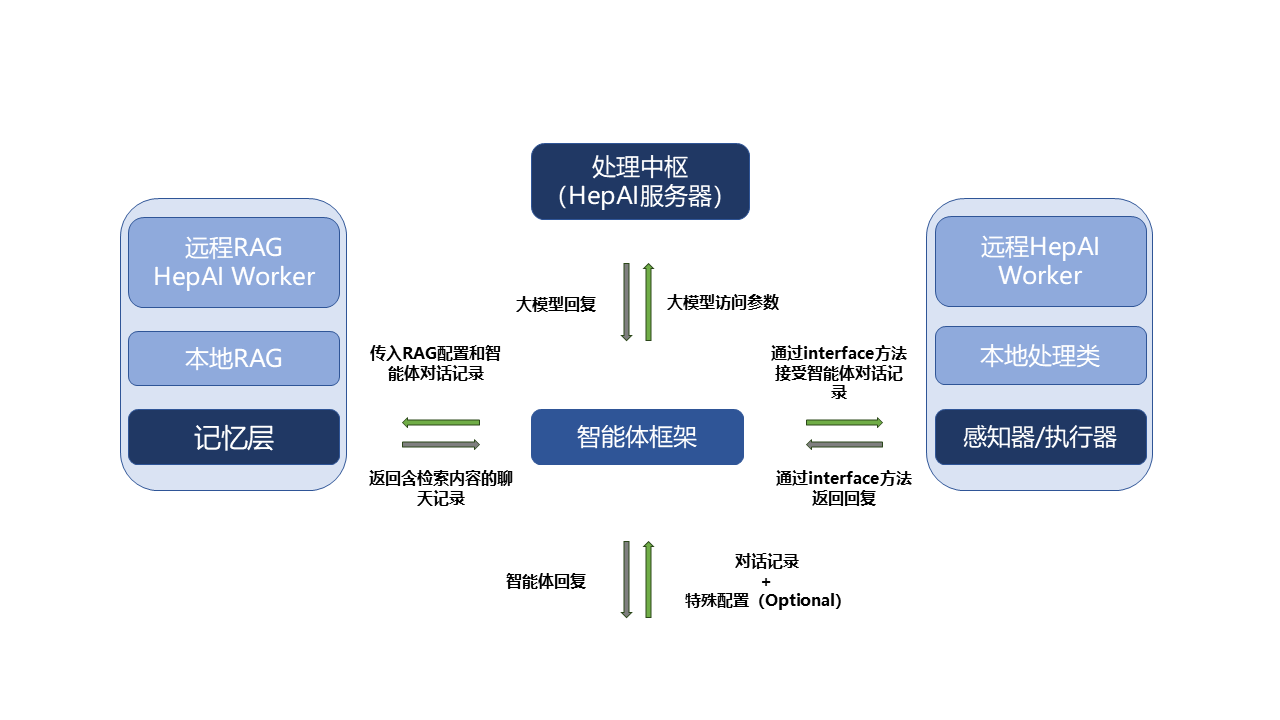 处理中枢
（HepAI服务器）
远程RAG
HepAI Worker
本地RAG
记忆层
大模型回复
大模型访问参数
传入RAG配置和智
能体对话记录
返回含检索内容的聊
天记录
智能体框架
通过interface方法
接受智能体对话记
录
通过interface方法
返回回复
远程HepAI
Worker
本地处理类
感知器/执行器
智能体回复
对话记录
+
特殊配置（Optional）